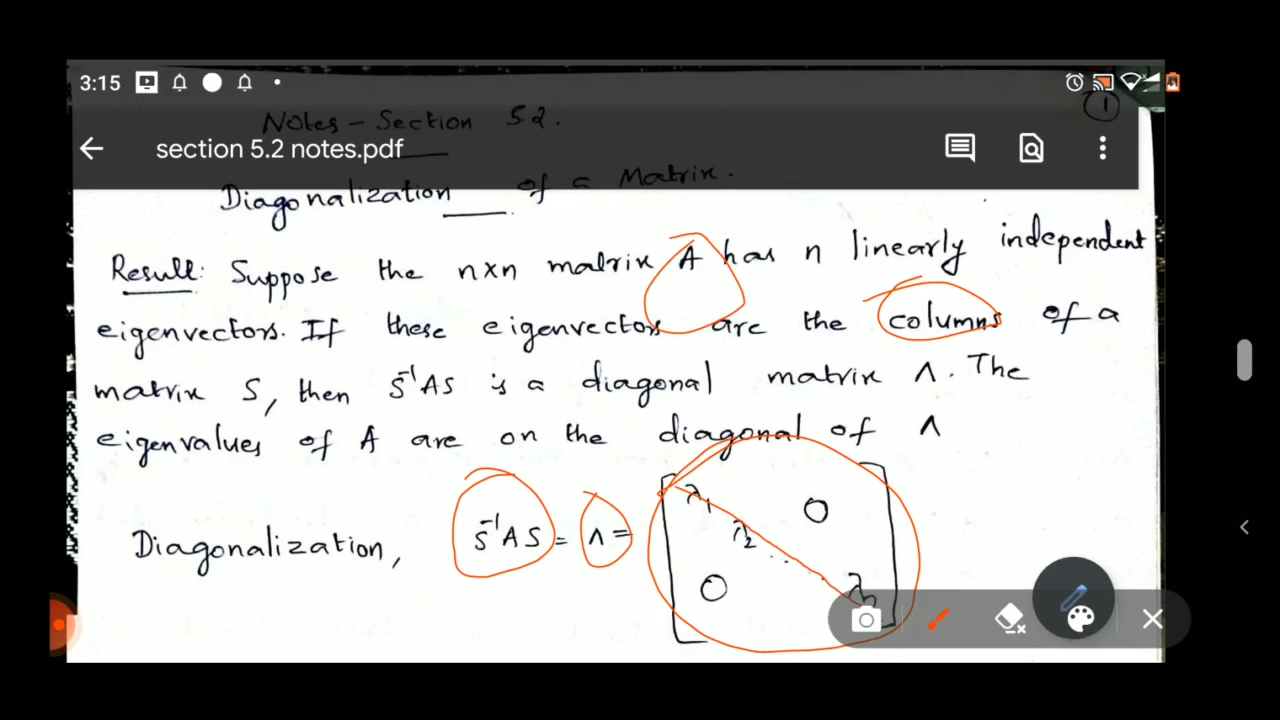 3:15
Notes - Section 5.2.
1
section 5.2 notes.pdf
Diagonalization of a Matrix.
Result: Suppose the n×n matrix A has n linearly independent
eigenvectors. If these eigenvectors are the columns of a
matrix S, then S⁻¹AS is a diagonal matrix Λ. The
eigenvalues of A are on the diagonal of Λ
Diagonalization, S⁻¹AS = Λ =
λ₁ 0
λ₂
...
0 λₙ